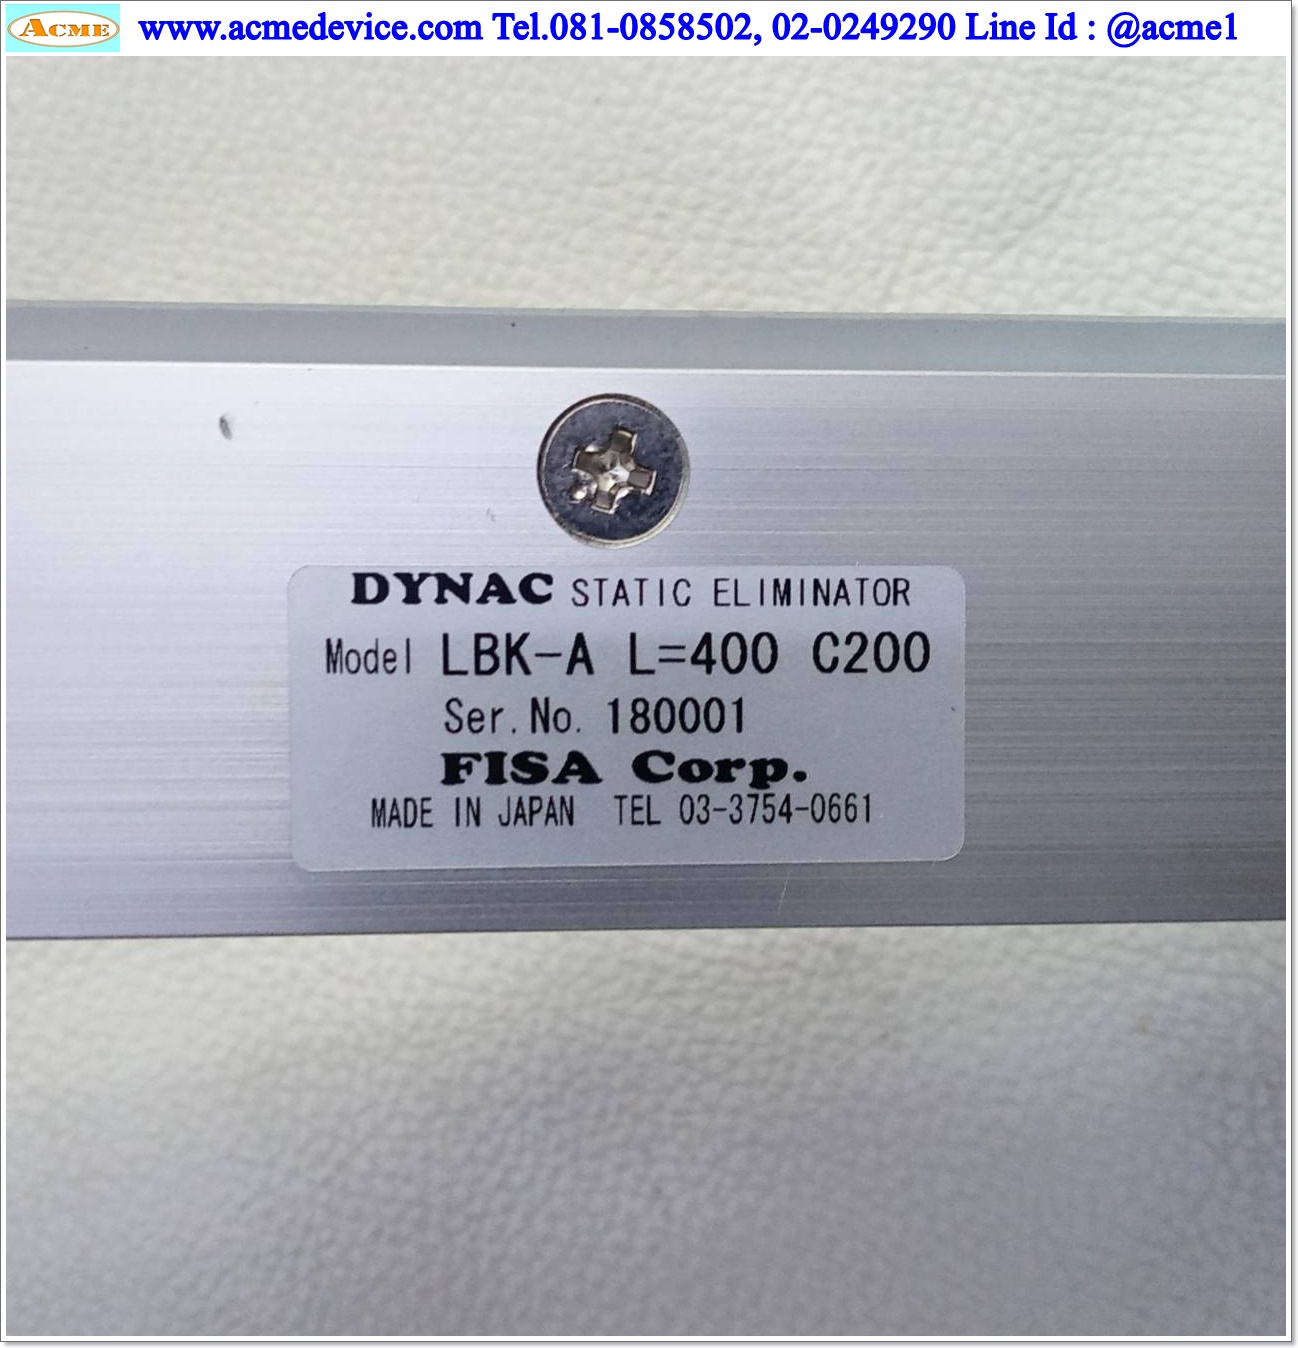 ACME www.acmedevice.com Tel.081-0858502, 02-0249290 Line Id : @acme1
DYNAC STATIC ELIMINATOR
Model LBK-A L=400 C200
Ser.No. 180001
FISA Corp.
MADE IN JAPAN TEL 03-3754-0661